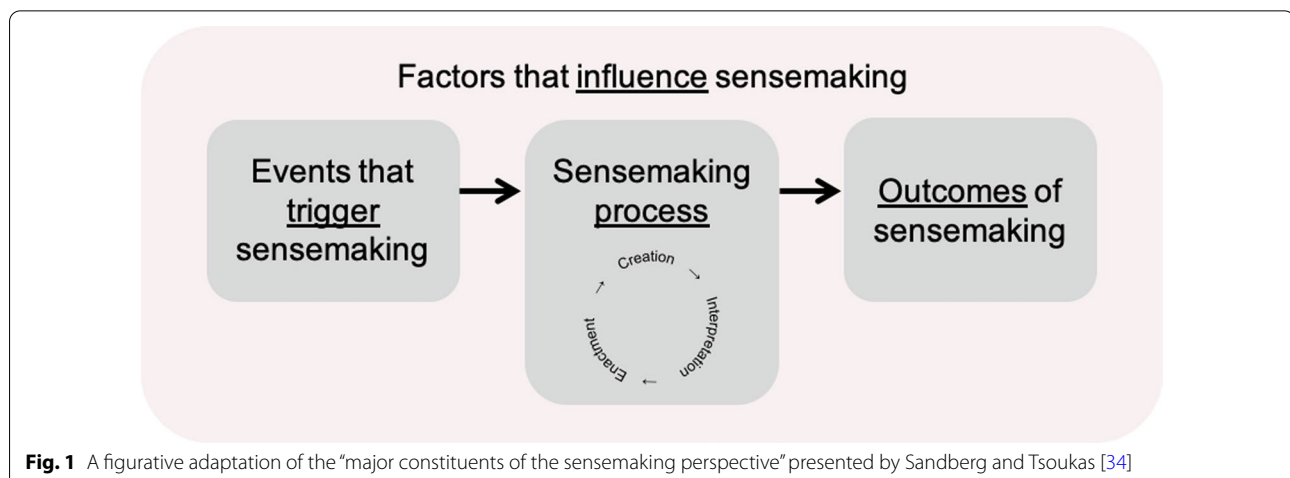 Factors that influence sensemaking
Events that
trigger
sensemaking
Sensemaking
process
Creation
→
Interpretation
←
Enactment
→
Outcomes of
sensemaking
Fig. 1 A figurative adaptation of the “major constituents of the sensemaking perspective” presented by Sandberg and Tsoukas [34]